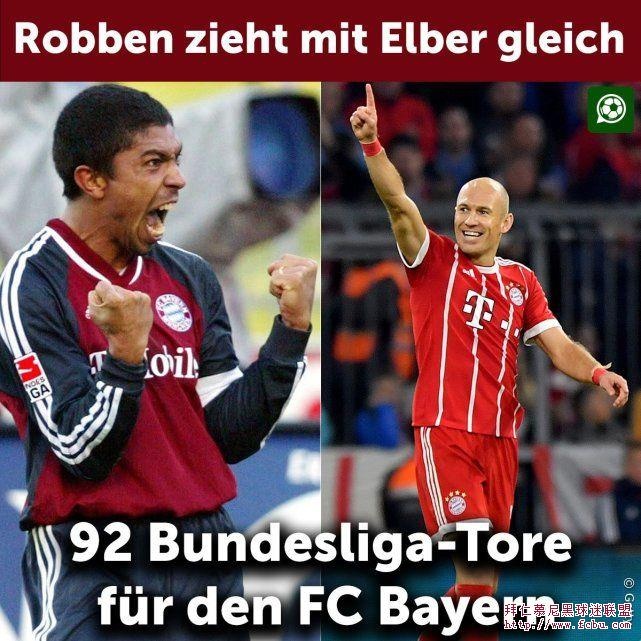 Robben zieht mit Elber gleich
T··Mobile·
T··
92 Bundesliga-Tore
für den FC Bayern
拜仁慕尼黑球迷联盟
http://www.fcbu.com